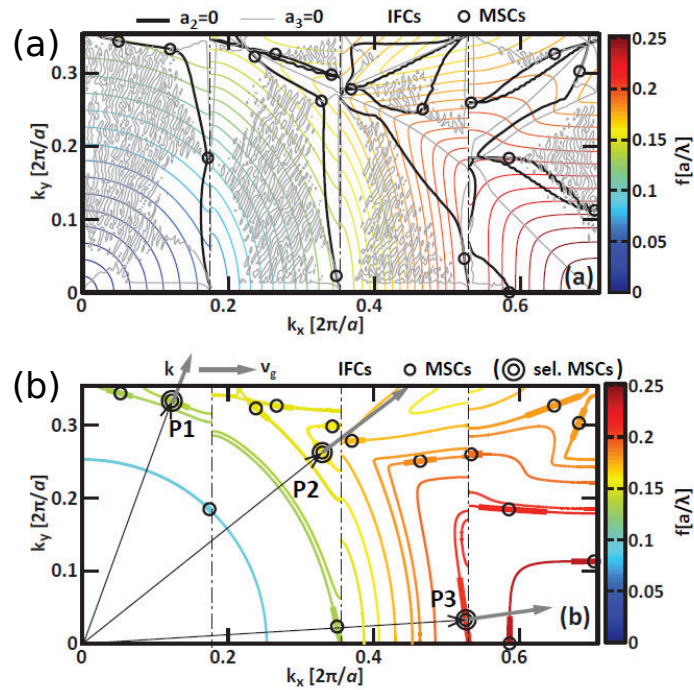 a₂=0 a₃=0 IFCs MSCs
(a)
0.3
0.2
0.1
0
k_y [2π/a]
0 0.2 0.4 0.6
k_x [2π/a]
(a)
0.25
0.2
0.15
0.1
0.05
0
f[a/λ]
(b)
k v_g IFCs MSCs ( sel. MSCs )
0.3
0.2
0.1
0
k_y [2π/a]
P1
P2
P3
(b)
0 0.2 0.4 0.6
k_x [2π/a]
0.25
0.2
0.15
0.1
0.05
0
f[a/λ]